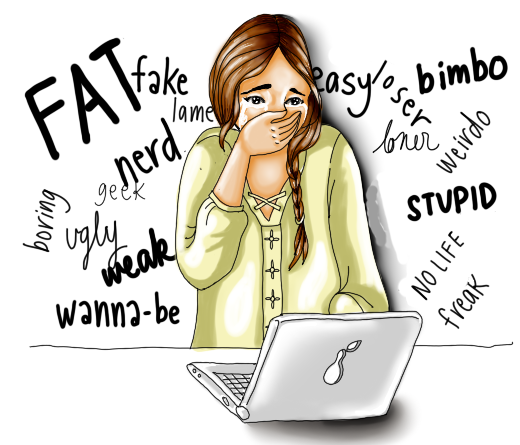 FAT
fake
lame
nerd
geek
boring
ugly
weak
wanna-be
easy
loser
bimbo
loner
weirdo
STUPID
NO LIFE
freak